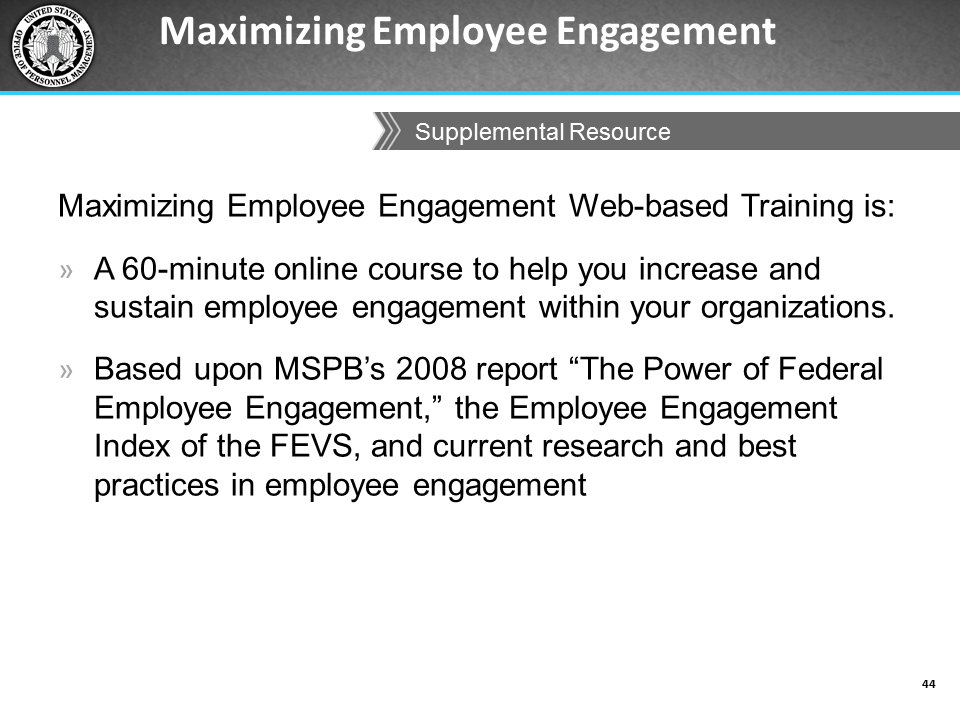 UNITED STATES
OFFICE OF PERSONNEL MANAGEMENT
Maximizing Employee Engagement
Supplemental Resource
Maximizing Employee Engagement Web-based Training is:
» A 60-minute online course to help you increase and
sustain employee engagement within your organizations.
» Based upon MSPB’s 2008 report “The Power of Federal
Employee Engagement,” the Employee Engagement
Index of the FEVS, and current research and best
practices in employee engagement
44